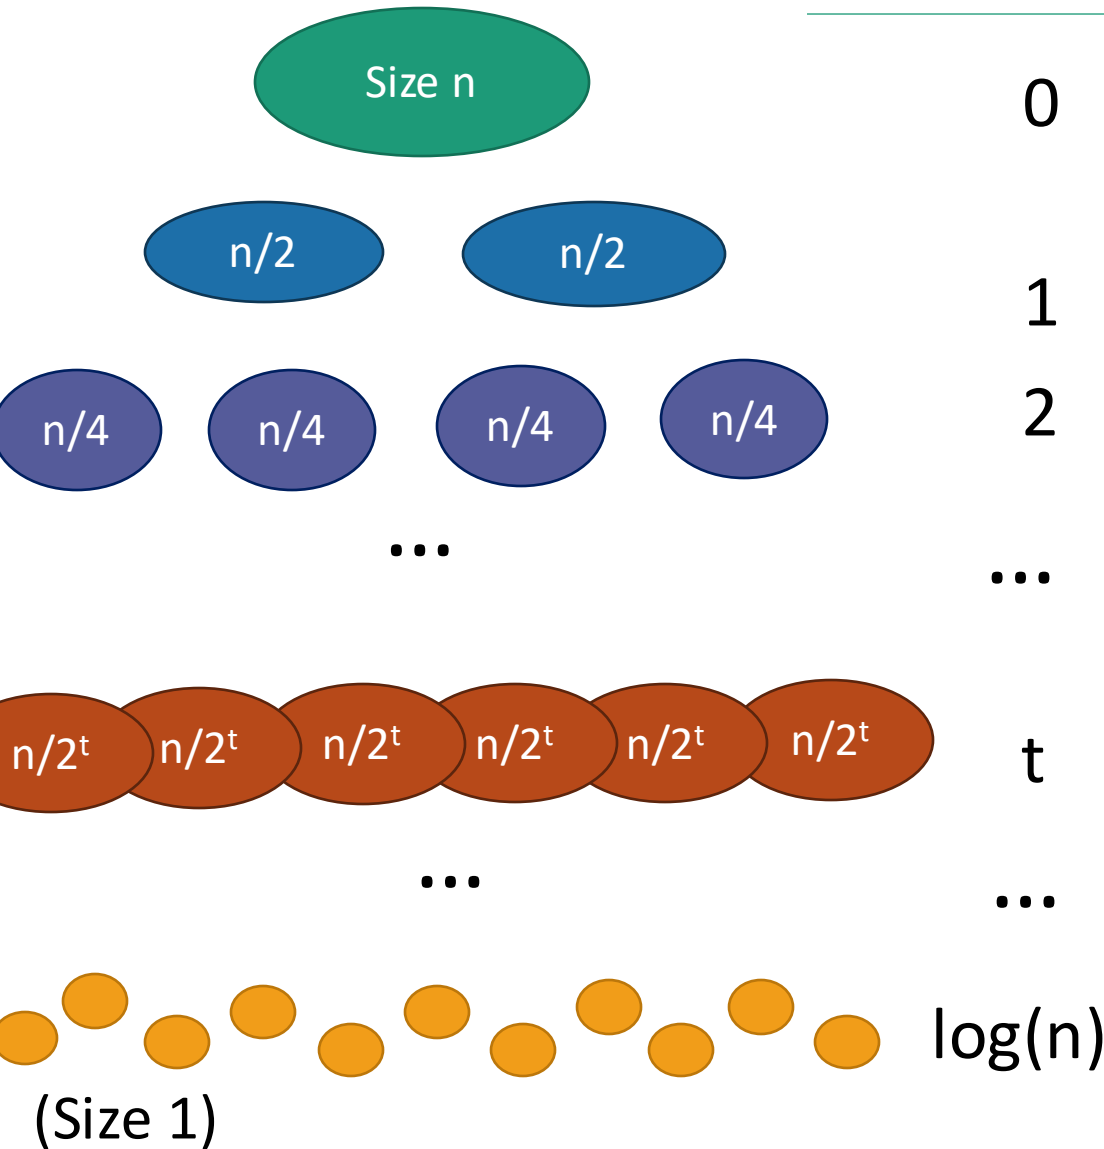 Size n 0
n/2 n/2
1
n/4 n/4 n/4 n/4 2
... ...
n/2ᵗ n/2ᵗ n/2ᵗ n/2ᵗ n/2ᵗ n/2ᵗ t
... ...
log(n)
(Size 1)